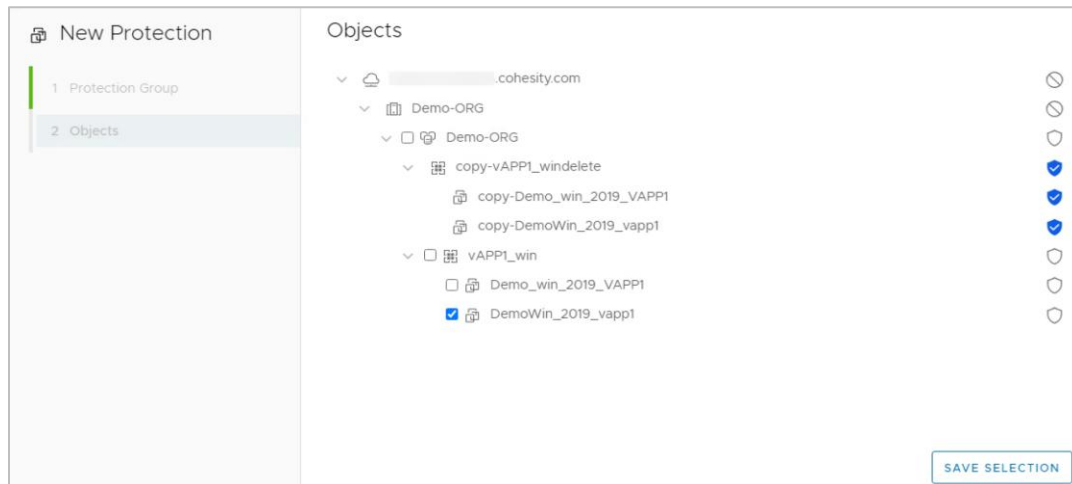 New Protection
1 Protection Group
2 Objects
Objects
.cohesity.com
Demo-ORG
Demo-ORG
copy-vAPP1_windelete
copy-Demo_win_2019_VAPP1
copy-DemoWin_2019_vapp1
vAPP1_win
Demo_win_2019_VAPP1
DemoWin_2019_vapp1
SAVE SELECTION